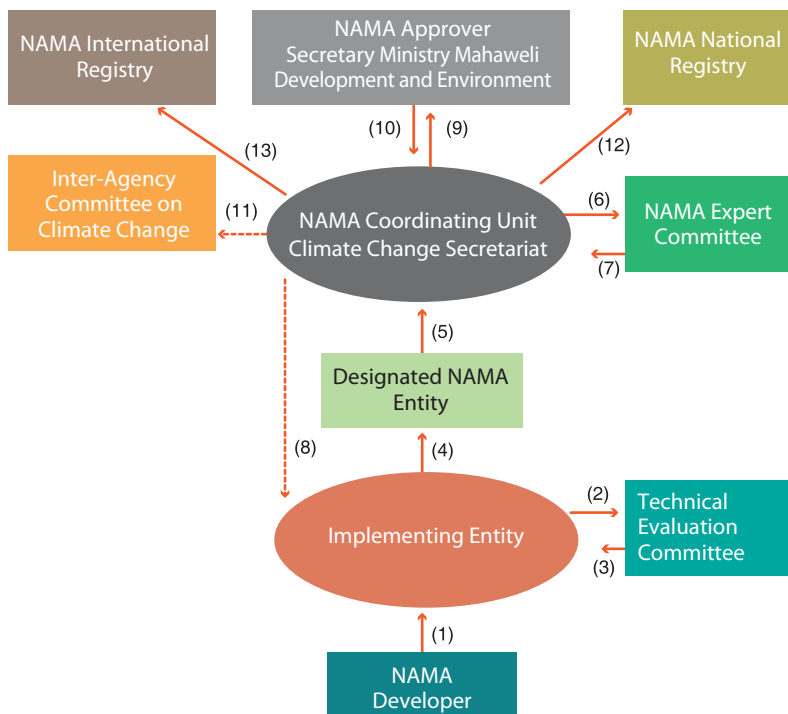 NAMA International
Registry
NAMA Approver
Secretary Ministry Mahaweli
Development and Environment
NAMA National
Registry
(10)
(9)
(13)
(12)
Inter-Agency
Committee on
Climate Change
(11)
NAMA Coordinating Unit
Climate Change Secretariat
(6)
NAMA Expert
Committee
(7)
(5)
Designated NAMA
Entity
(8)
(4)
Implementing Entity
(2)
Technical
Evaluation
Committee
(3)
(1)
NAMA
Developer